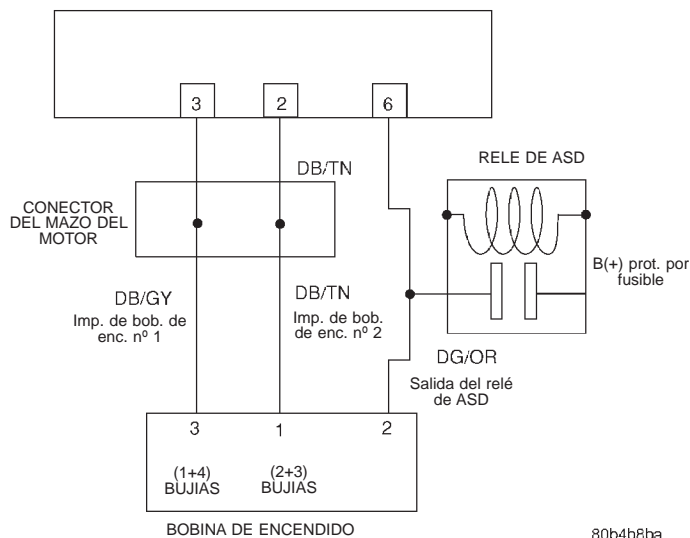 3 2 6
DB/TN
RELE DE ASD
CONECTOR
DEL MAZO DEL
MOTOR
B(+) prot. por
fusible
DB/GY
Imp. de bob. de
enc. nº 1
DB/TN
Imp. de bob.
de enc. nº 2
DG/OR
Salida del relé
de ASD
3 1 2
(1+4)
BUJIAS
(2+3)
BUJIAS
BOBINA DE ENCENDIDO
80b4b8ba